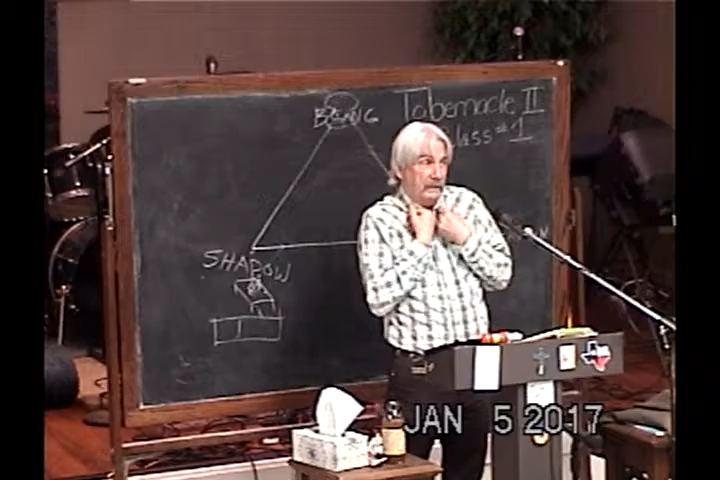 BEING
Tabernacle II
Class #1
SHADOW
JAN 5 2017